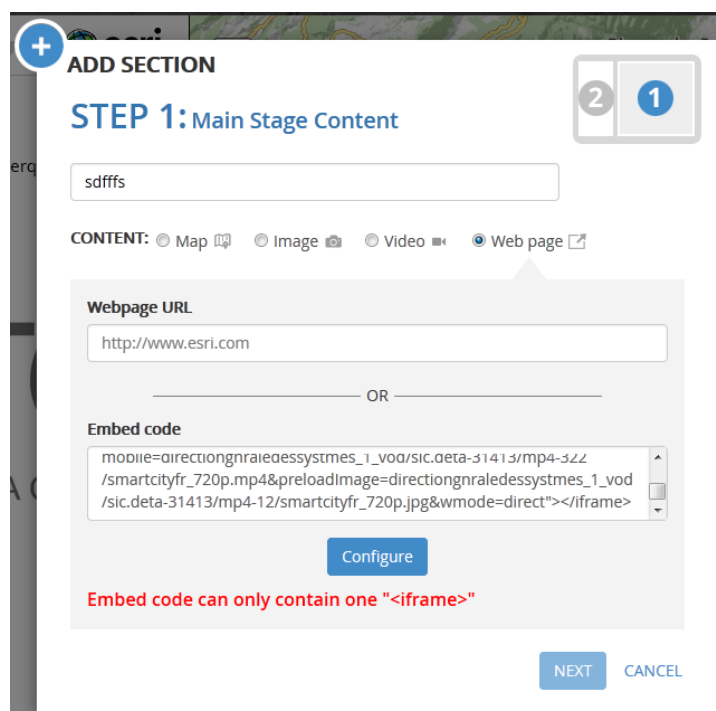 esri
ADD SECTION
STEP 1: Main Stage Content
2
1
erq
sdfffs
CONTENT: Map Image Video Web page
Webpage URL
http://www.esri.com
OR
Embed code
mobile=directiongnraledessystmes_1_vod/sic.deta-31413/mp4-322
/smartcityfr_720p.mp4&preloadImage=directiongnraledessystmes_1_vod
/sic.deta-31413/mp4-12/smartcityfr_720p.jpg&wmode=direct"></iframe>
Configure
Embed code can only contain one "<iframe>"
NEXT CANCEL